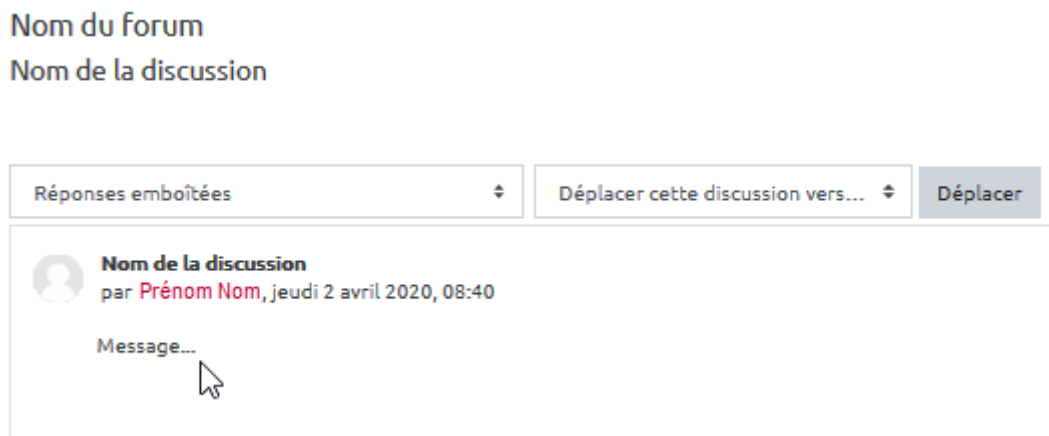 Nom du forum
Nom de la discussion
Réponses emboîtées
Déplacer cette discussion vers...
Déplacer
Nom de la discussion
par Prénom Nom, jeudi 2 avril 2020, 08:40
Message...